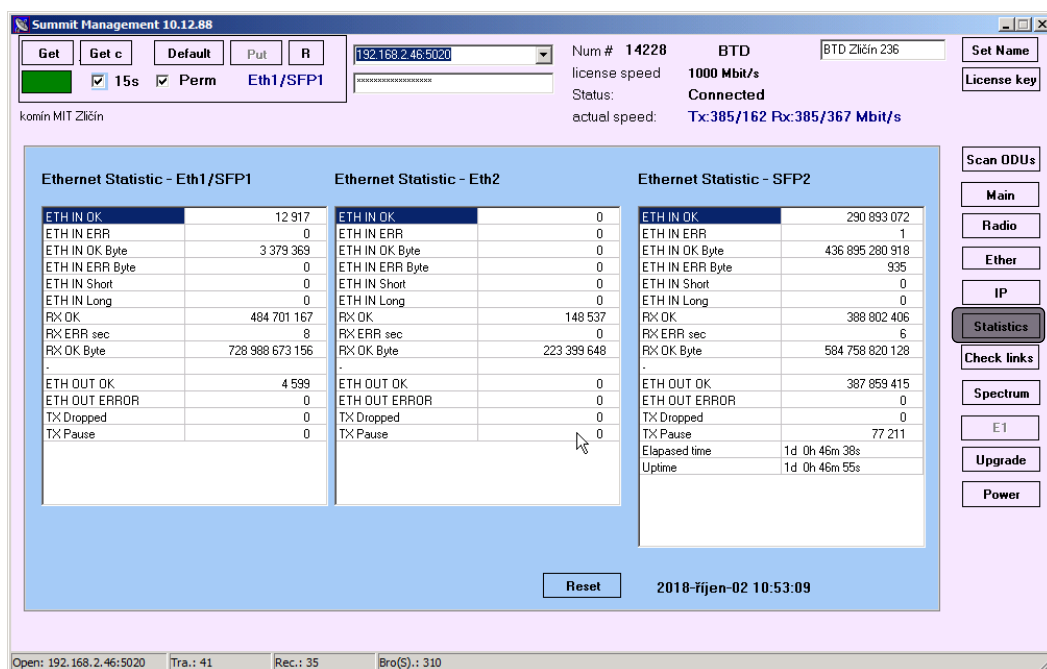 Summit Management 10.12.88
Get Get c Default Put R 192.168.2.46:5020 Num # 14228 BTD BTD Zličín 236 Set Name
15s Perm Eth1/SFP1 ***************** license speed 1000 Mbit/s License key
Status: Connected
komín MIT Zličín actual speed: Tx:385/162 Rx:385/367 Mbit/s
Scan ODUs
Main
Radio
Ether
IP
Statistics
Check links
Spectrum
E1
Upgrade
Power
Ethernet Statistic - Eth1/SFP1
ETH IN OK 12 917
ETH IN ERR 0
ETH IN OK Byte 3 379 369
ETH IN ERR Byte 0
ETH IN Short 0
ETH IN Long 0
RX OK 484 701 167
RX ERR sec 8
RX OK Byte 728 988 673 156
-
ETH OUT OK 4 599
ETH OUT ERROR 0
TX Dropped 0
TX Pause 0
Ethernet Statistic - Eth2
ETH IN OK 0
ETH IN ERR 0
ETH IN OK Byte 0
ETH IN ERR Byte 0
ETH IN Short 0
ETH IN Long 0
RX OK 148 537
RX ERR sec 0
RX OK Byte 223 399 648
-
ETH OUT OK 0
ETH OUT ERROR 0
TX Dropped 0
TX Pause 0
Ethernet Statistic - SFP2
ETH IN OK 290 893 072
ETH IN ERR 1
ETH IN OK Byte 436 895 280 918
ETH IN ERR Byte 935
ETH IN Short 0
ETH IN Long 0
RX OK 388 802 406
RX ERR sec 6
RX OK Byte 584 758 820 128
-
ETH OUT OK 387 859 415
ETH OUT ERROR 0
TX Dropped 0
TX Pause 77 211
Elapased time 1d 0h 46m 38s
Uptime 1d 0h 46m 55s
Reset 2018-říjen-02 10:53:09
Open: 192.168.2.46:5020 Tra.: 41 Rec.: 35 Bro(S).: 310